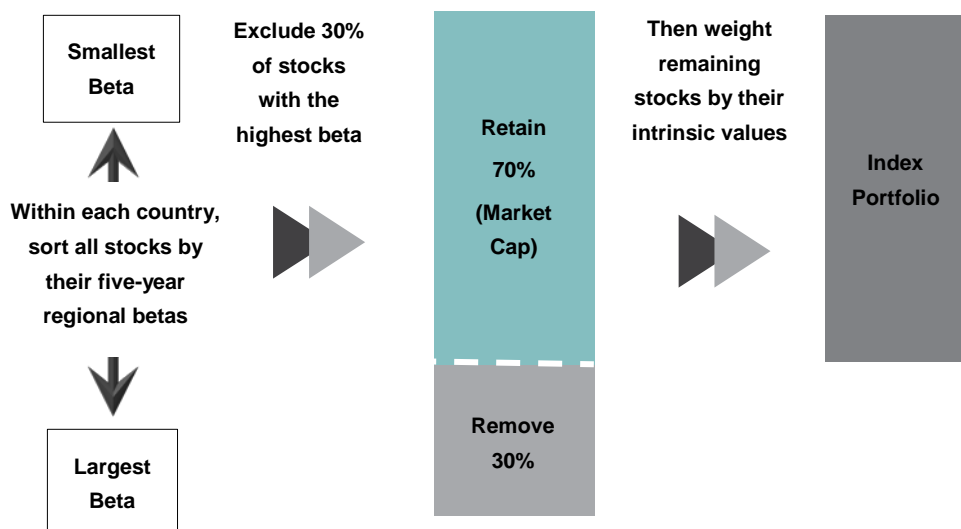 Smallest
Beta
Within each country,
sort all stocks by
their five-year
regional betas
Largest
Beta
Exclude 30%
of stocks
with the
highest beta
Retain
70%
(Market
Cap)
Remove
30%
Then weight
remaining
stocks by their
intrinsic values
Index
Portfolio